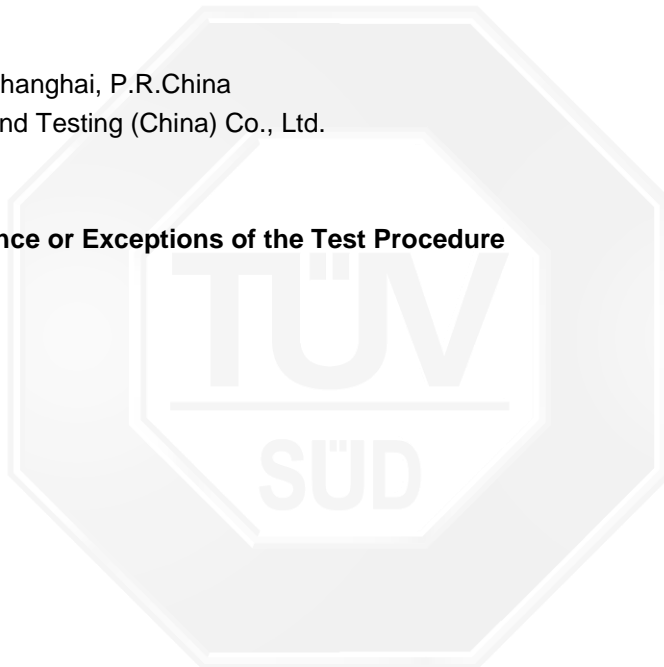 hanghai, P.R.China
nd Testing (China) Co., Ltd.
nce or Exceptions of the Test Procedure
TÜV
SÜD